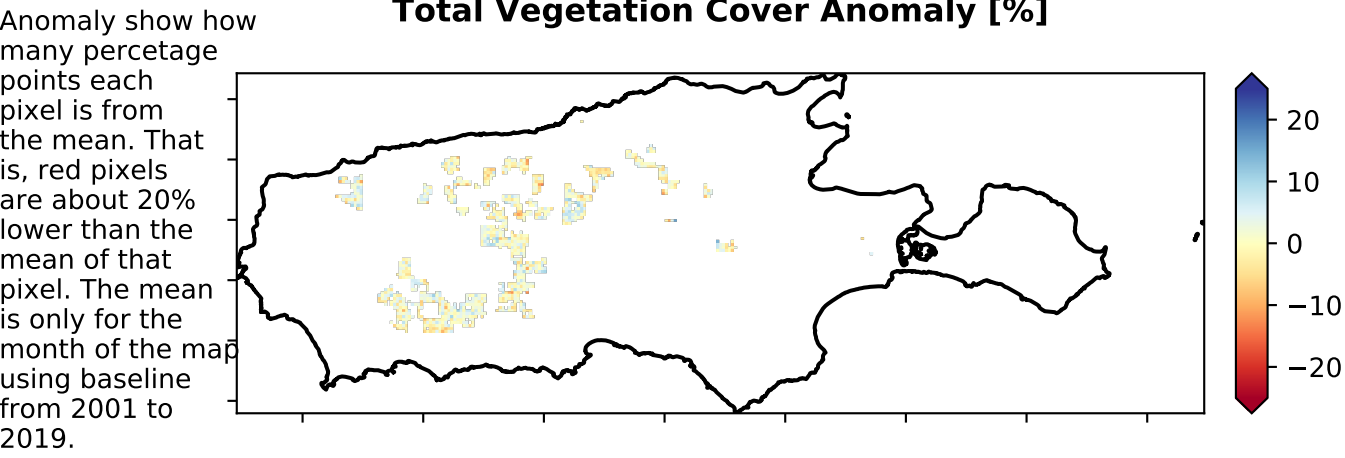 Total Vegetation Cover Anomaly [%]
Anomaly show how
many percetage
points each
pixel is from
the mean. That
is, red pixels
are about 20%
lower than the
mean of that
pixel. The mean
is only for the
month of the map
using baseline
from 2001 to
2019.
20
10
0
−10
−20